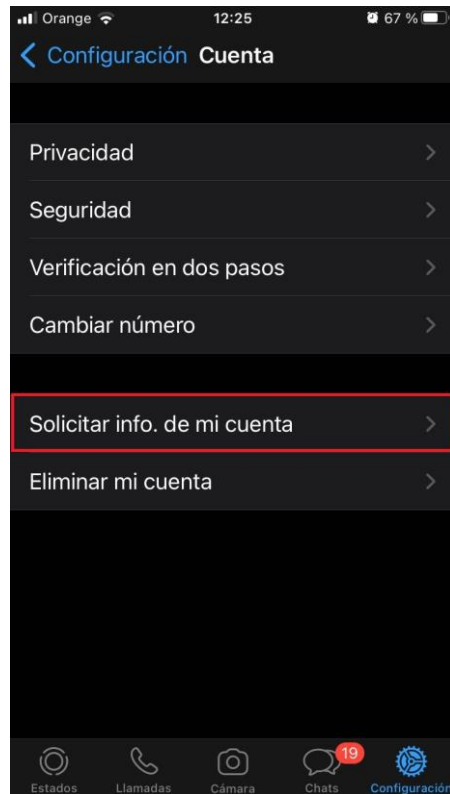 Orange 12:25 67 %
Configuración Cuenta
Privacidad
Seguridad
Verificación en dos pasos
Cambiar número
Solicitar info. de mi cuenta
Eliminar mi cuenta
19
Estados Llamadas Cámara Chats Configuración